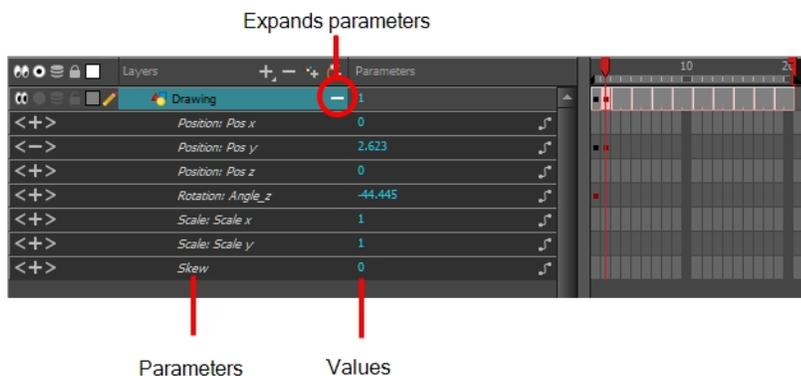 Expands parameters
Layers Parameters 10
Drawing 1
Position: Pos x 0
Position: Pos y 2.623
Position: Pos z 0
Rotation: Angle_z -44.445
Scale: Scale x 1
Scale: Scale y 1
Skew 0
Parameters Values